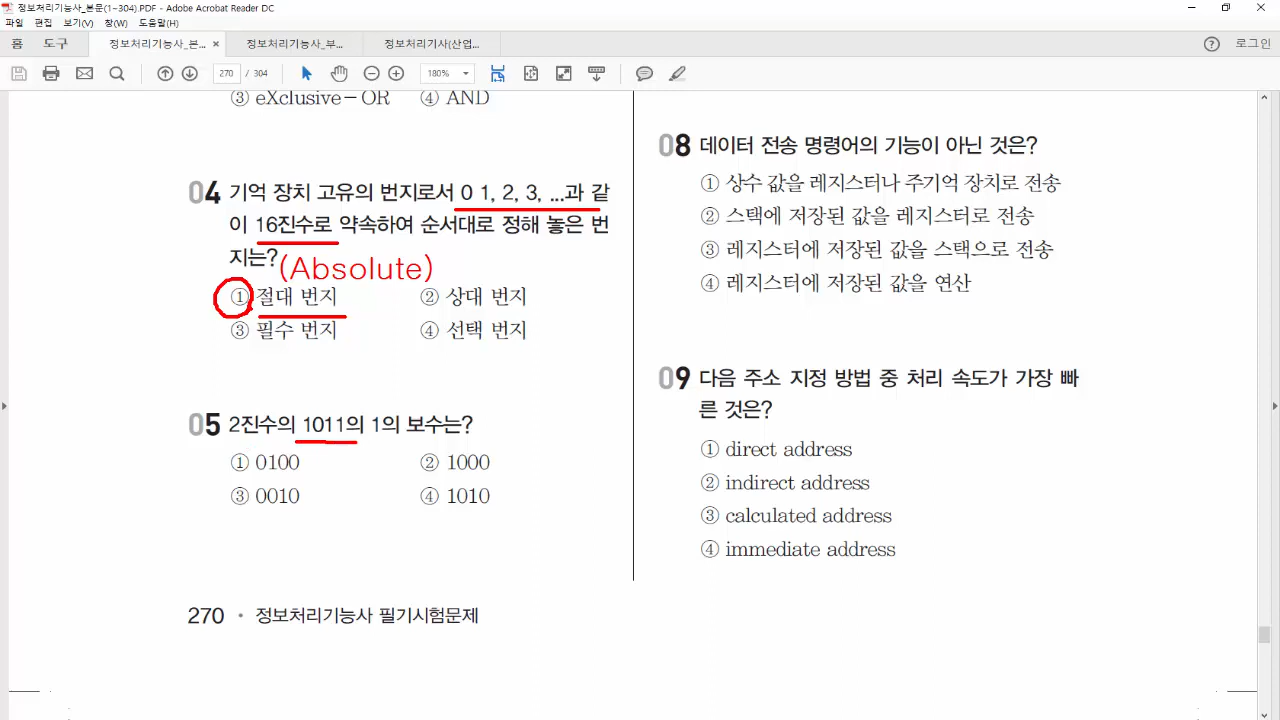 정보처리기능사_본문(1~304).PDF - Adobe Acrobat Reader DC
파일 편집 보기(V) 창(W) 도움말(H)
홈 도구 정보처리기능사_본... × 정보처리기능사_부... 정보처리기사(산업... 로그인
270 / 304 180%
③ eXclusive-OR ④ AND
04 기억 장치 고유의 번지로서 0 1, 2, 3, ...과 같
이 16진수로 약속하여 순서대로 정해 놓은 번
지는?
(Absolute)
① 절대 번지 ② 상대 번지
③ 필수 번지 ④ 선택 번지
05 2진수의 1011의 1의 보수는?
① 0100 ② 1000
③ 0010 ④ 1010
270 · 정보처리기능사 필기시험문제
08 데이터 전송 명령어의 기능이 아닌 것은?
① 상수 값을 레지스터나 주기억 장치로 전송
② 스택에 저장된 값을 레지스터로 전송
③ 레지스터에 저장된 값을 스택으로 전송
④ 레지스터에 저장된 값을 연산
09 다음 주소 지정 방법 중 처리 속도가 가장 빠
른 것은?
① direct address
② indirect address
③ calculated address
④ immediate address